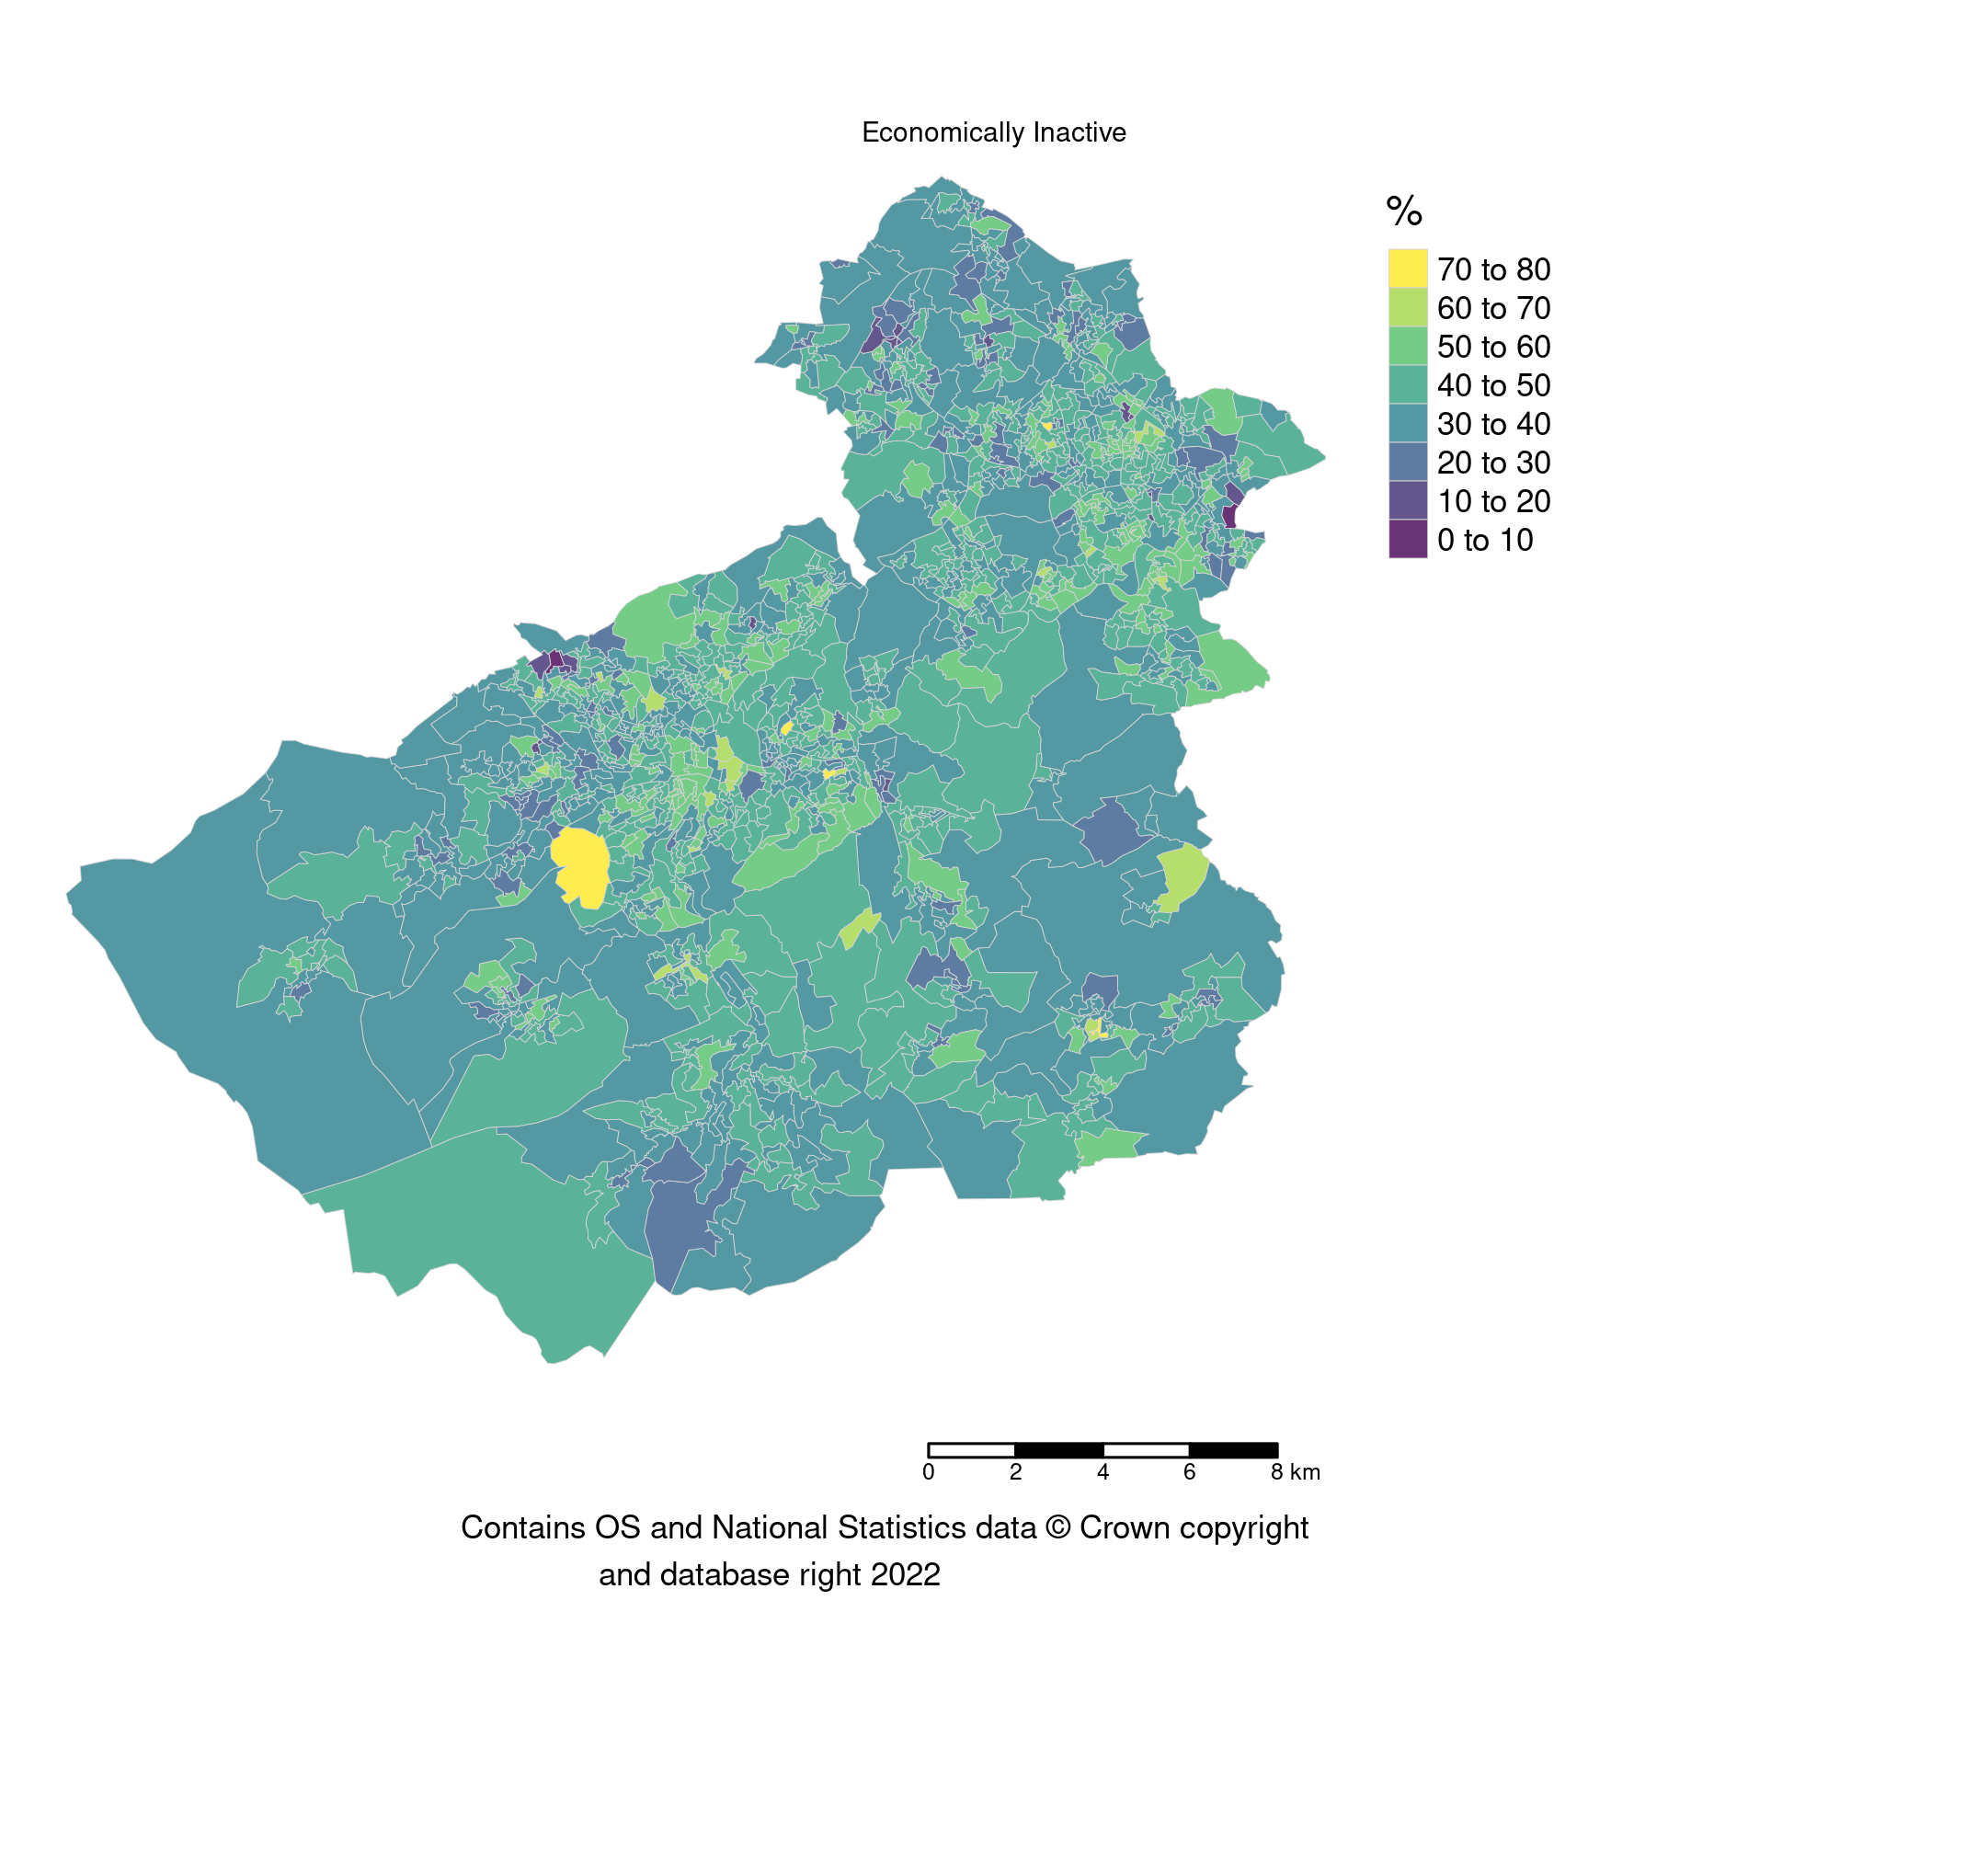 Economically Inactive
%
70 to 80
60 to 70
50 to 60
40 to 50
30 to 40
20 to 30
10 to 20
0 to 10
0 2 4 6 8 km
Contains OS and National Statistics data © Crown copyright
and database right 2022